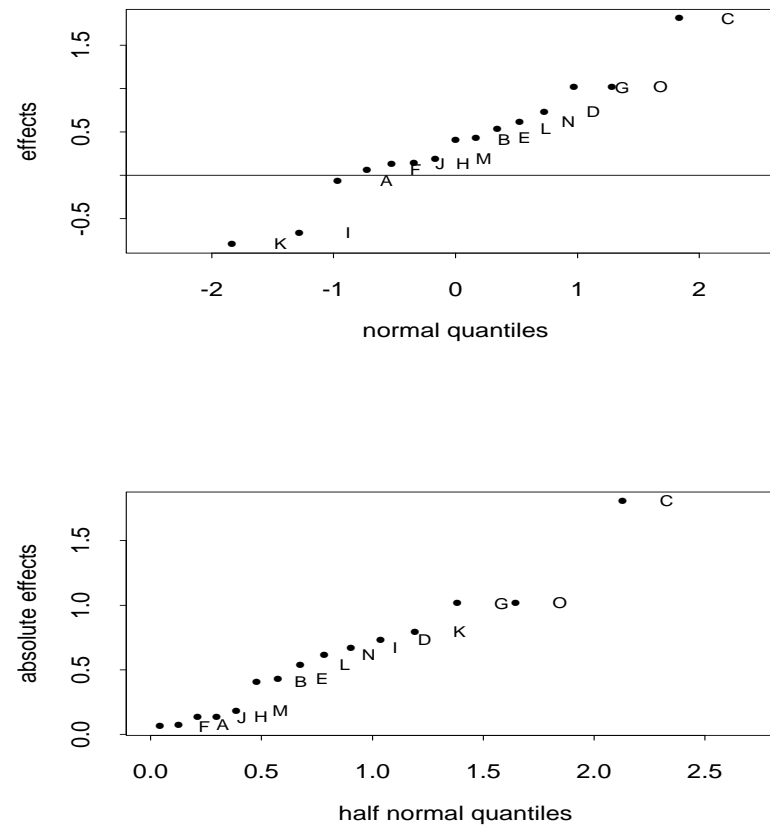 effects
1.5
0.5
-0.5
C
G O
D
N
L
E
B
M
H
J
F
A
I
K
-2 -1 0 1 2
normal quantiles
absolute effects
1.5
1.0
0.5
0.0
C
G O
K
D
I
N
L
E
B
M
H
J
A
F
0.0 0.5 1.0 1.5 2.0 2.5
half normal quantiles